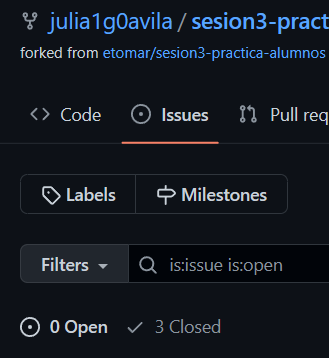 julia1g0avila / sesion3-pract
forked from etomar/sesion3-practica-alumnos
Code Issues Pull req
Labels Milestones
Filters is:issue is:open
0 Open 3 Closed